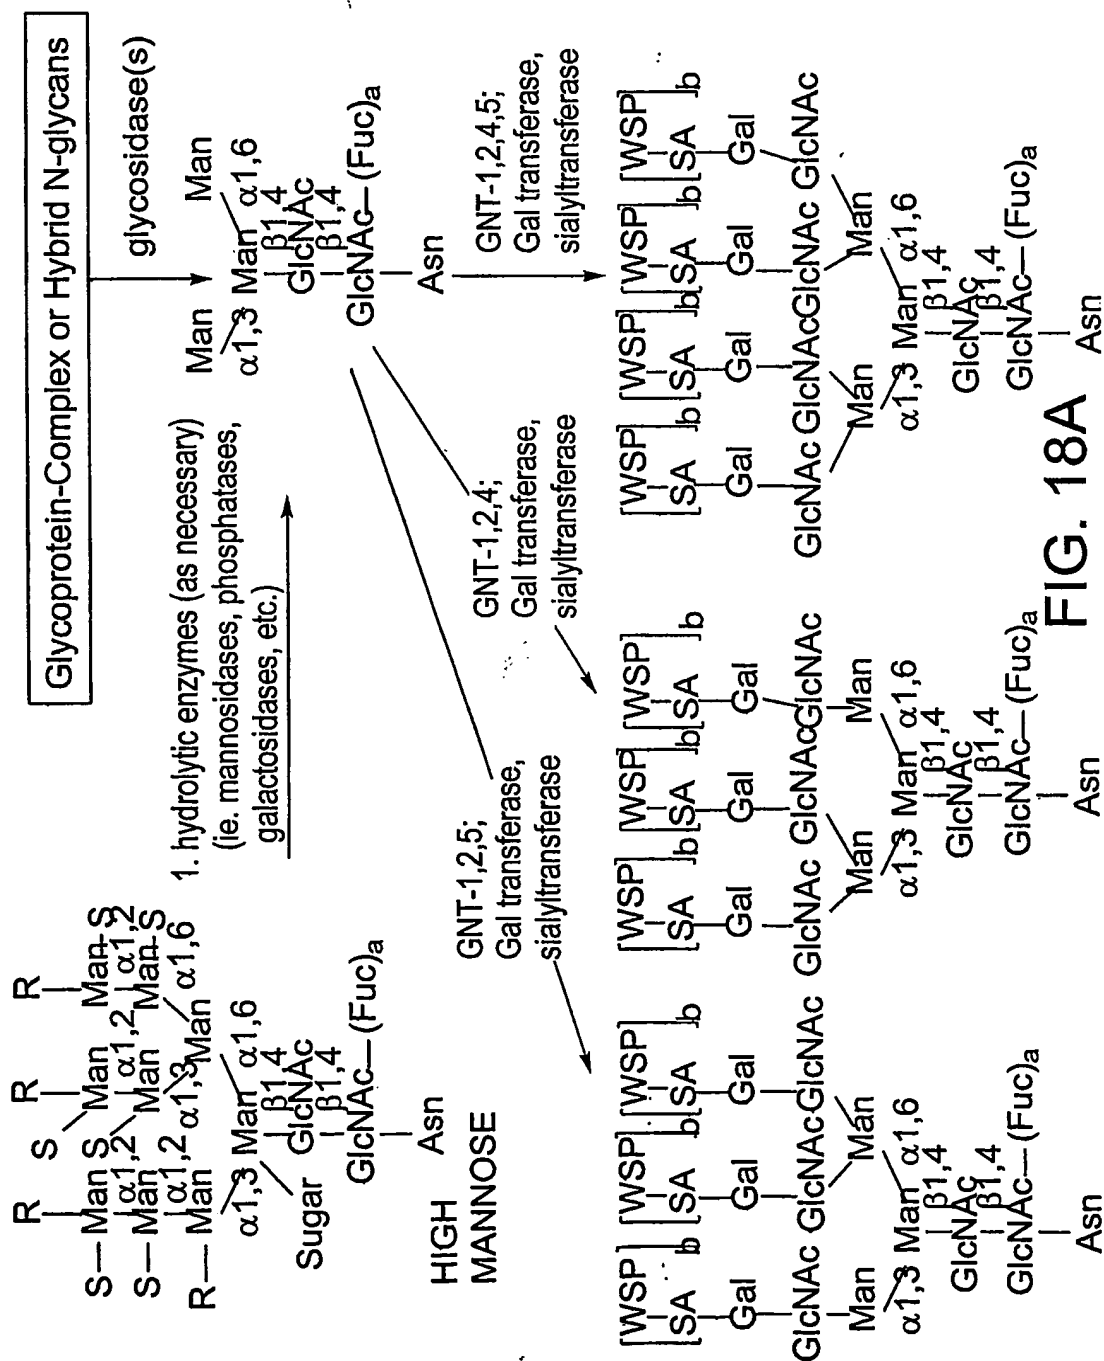 Glycoprotein-Complex or Hybrid N-glycans
glycosidase(s)
R R R
S—Man S Man Man-S
S α1,2 α1,2 α1,2
S—Man Man Man-S
α1,2 α1,3 α1,6
R—Man Man
α1,3 Man α1,6
Sugar β1,4
GlcNAc
β1,4
GlcNAc—(Fuc)a
Asn
HIGH
MANNOSE
1. hydrolytic enzymes (as necessary)
(ie. mannosidases, phosphatases,
galactosidases, etc.)
Man Man
α1,3 Man α1,6
β1,4
GlcNAc
β1,4
GlcNAc—(Fuc)a
Asn
GNT-1,2,5;
Gal transferase,
sialyltransferase
GNT-1,2,4;
Gal transferase,
sialyltransferase
GNT-1,2,4,5;
Gal transferase,
sialyltransferase
[WSP] [WSP] [WSP]
[SA]b [SA]b [SA]b
Gal Gal Gal
GlcNAc GlcNAc GlcNAc
Man Man
α1,3 Man α1,6
β1,4
GlcNAc
β1,4
GlcNAc—(Fuc)a
Asn
[WSP] [WSP] [WSP]
[SA]b [SA]b [SA]b
Gal Gal Gal
GlcNAc GlcNAc GlcNAc
Man Man
α1,3 Man α1,6
β1,4
GlcNAc
β1,4
GlcNAc—(Fuc)a
Asn
[WSP] [WSP] [WSP] [WSP]
[SA]b [SA]b [SA]b [SA]b
Gal Gal Gal Gal
GlcNAc GlcNAc GlcNAc GlcNAc
Man Man
α1,3 Man α1,6
β1,4
GlcNAc
β1,4
GlcNAc—(Fuc)a
Asn
FIG. 18A